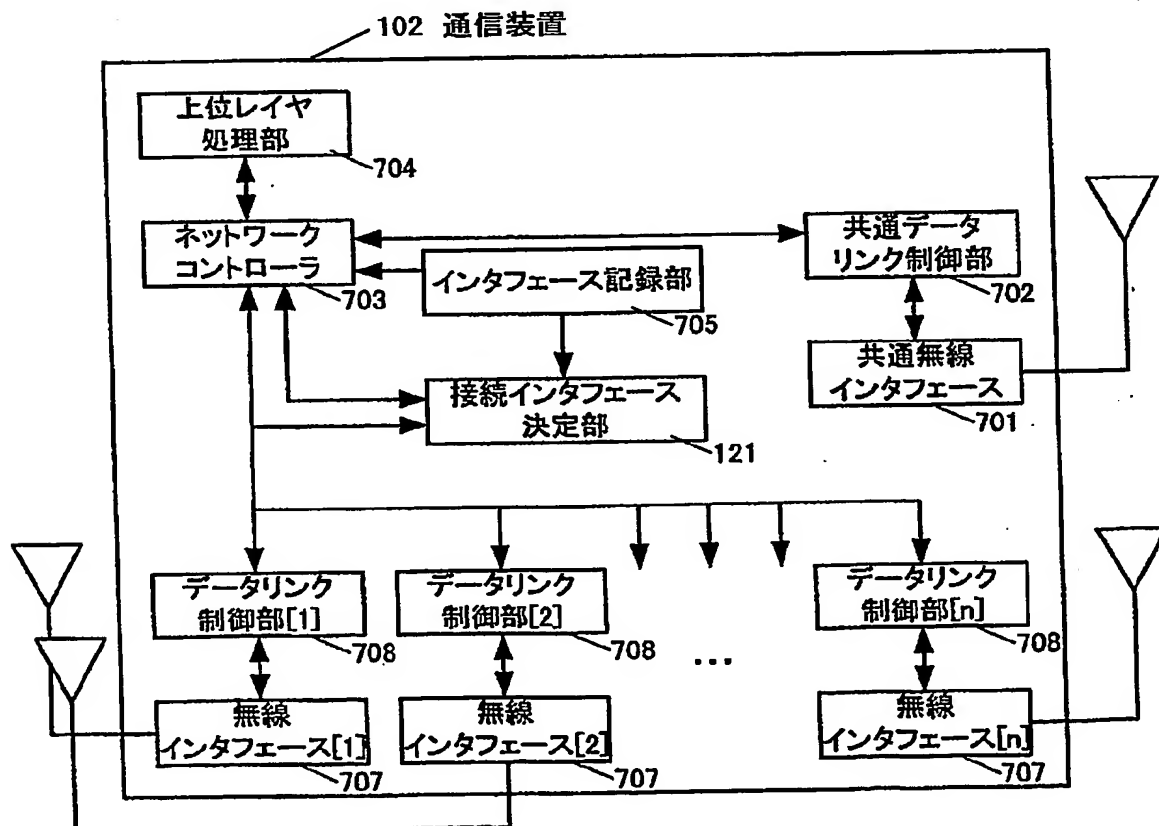 102 通信装置
上位レイヤ
処理部
704
ネットワーク
コントローラ
703
インタフェース記録部
705
共通データ
リンク制御部
702
共通無線
インタフェース
701
接続インタフェース
決定部
121
データリンク
制御部[1]
708
データリンク
制御部[2]
708
...
データリンク
制御部[n]
708
無線
インタフェース[1]
707
無線
インタフェース[2]
707
無線
インタフェース[n]
707